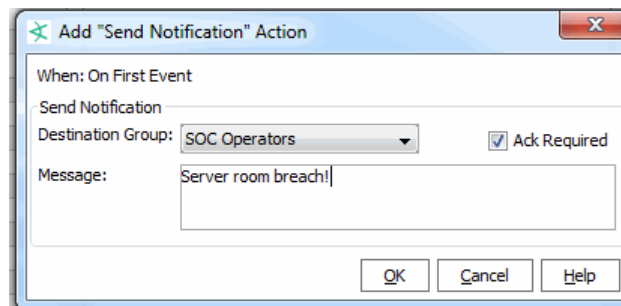 Add "Send Notification" Action
When: On First Event
Send Notification
Destination Group: SOC Operators Ack Required
Message: Server room breach!
OK Cancel Help